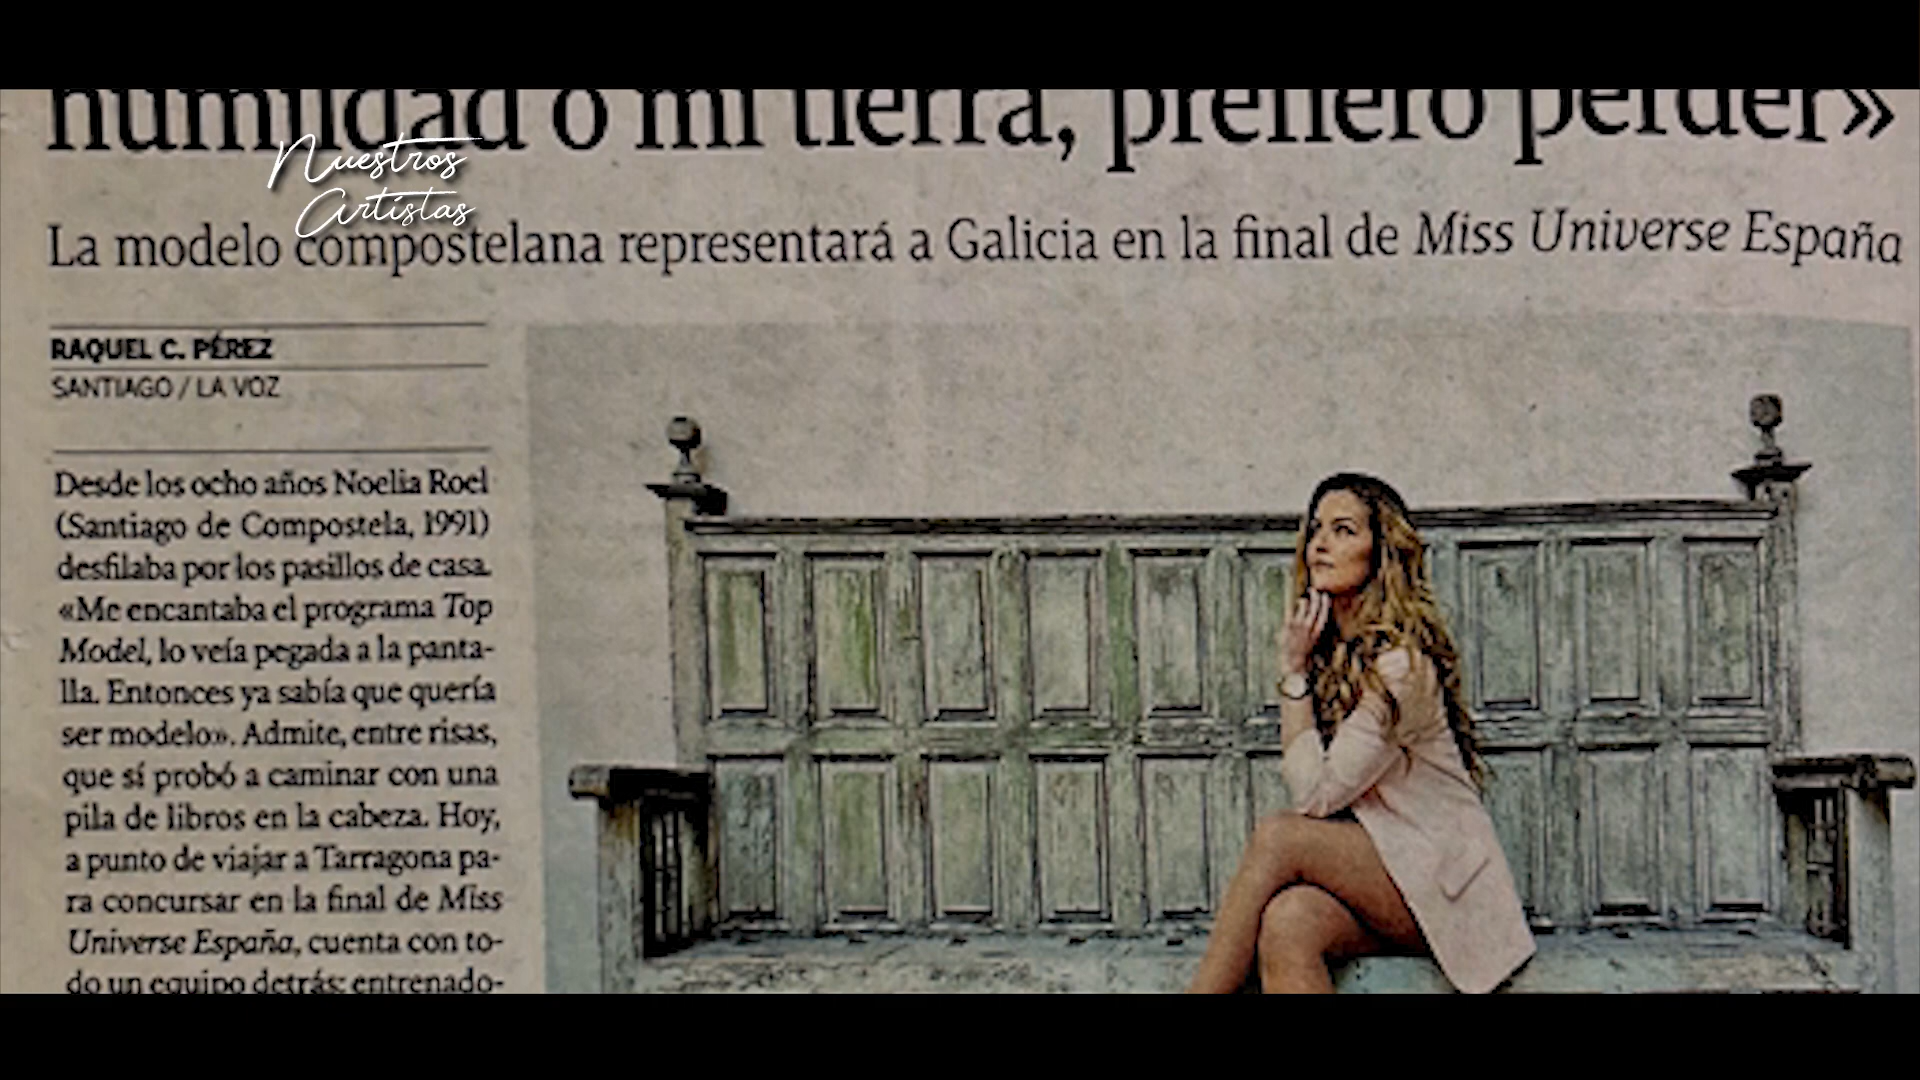 humildad o mi tierra, prefiero perder»
Nuestros
Artistas
La modelo compostelana representará a Galicia en la final de Miss Universe España
RAQUEL C. PÉREZ
SANTIAGO / LA VOZ
Desde los ocho años Noelia Roel
(Santiago de Compostela, 1991)
desfilaba por los pasillos de casa.
«Me encantaba el programa Top
Model, lo veía pegada a la panta-
lla. Entonces ya sabía que quería
ser modelo». Admite, entre risas,
que sí probó a caminar con una
pila de libros en la cabeza. Hoy,
a punto de viajar a Tarragona pa-
ra concursar en la final de Miss
Universe España, cuenta con to-
do un equipo detrás: entrenado-